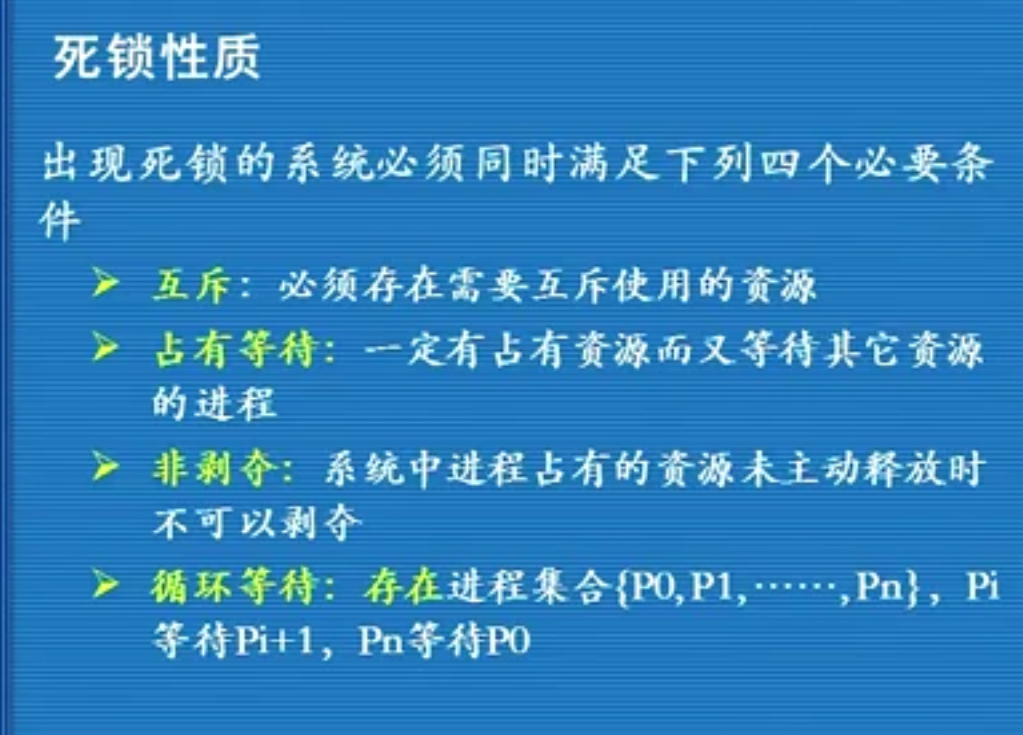 死锁性质
出现死锁的系统必须同时满足下列四个必要条
件
➢ 互斥：必须存在需要互斥使用的资源
➢ 占有等待：一定有占有资源而又等待其它资源
的进程
➢ 非剥夺：系统中进程占有的资源未主动释放时
不可以剥夺
➢ 循环等待：存在进程集合{P0,P1,⋯⋯,Pn}，Pi
等待Pi+1，Pn等待P0